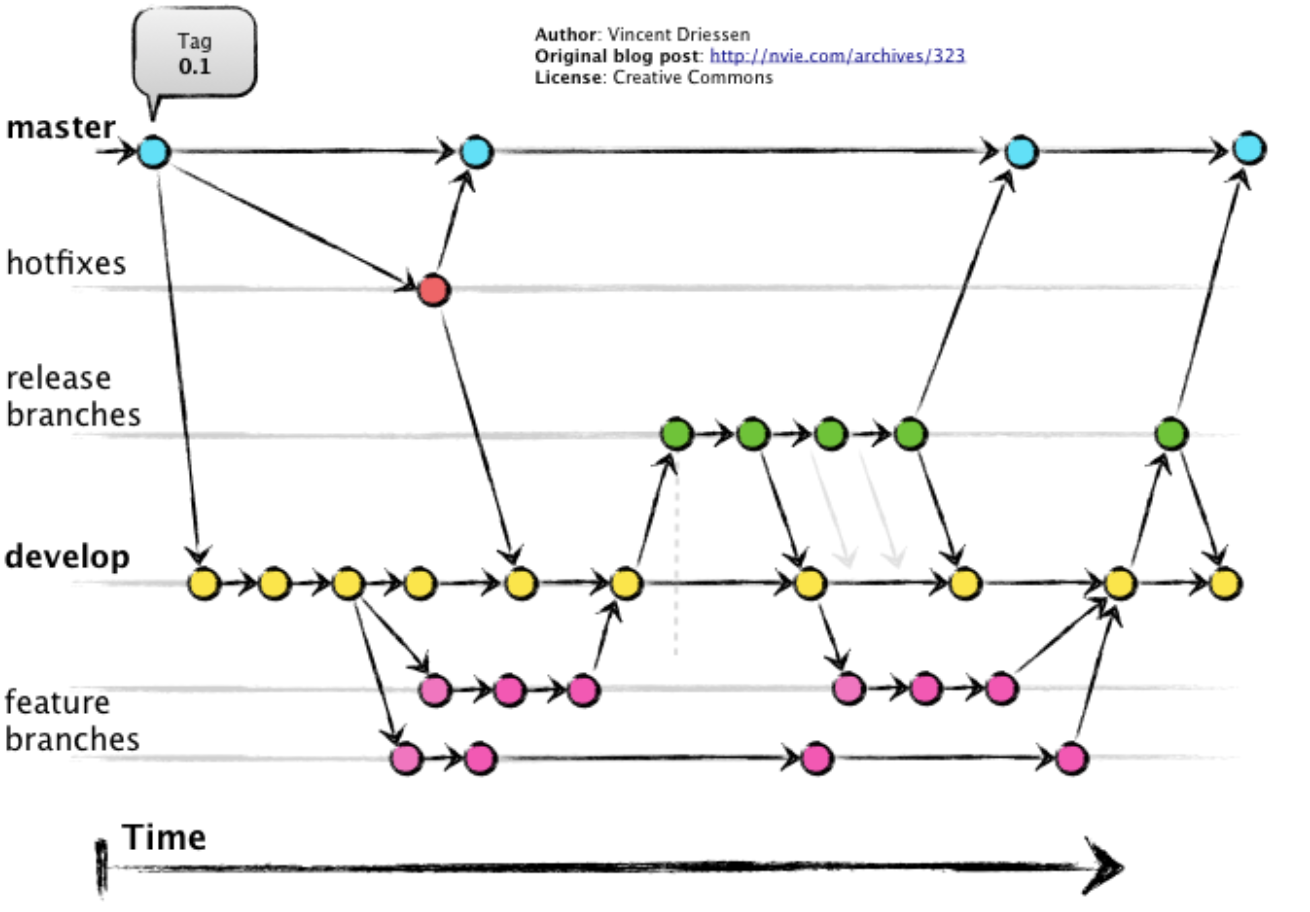 Tag
0.1
Author: Vincent Driessen
Original blog post: http://nvie.com/archives/323
License: Creative Commons
master
hotfixes
release
branches
develop
feature
branches
Time